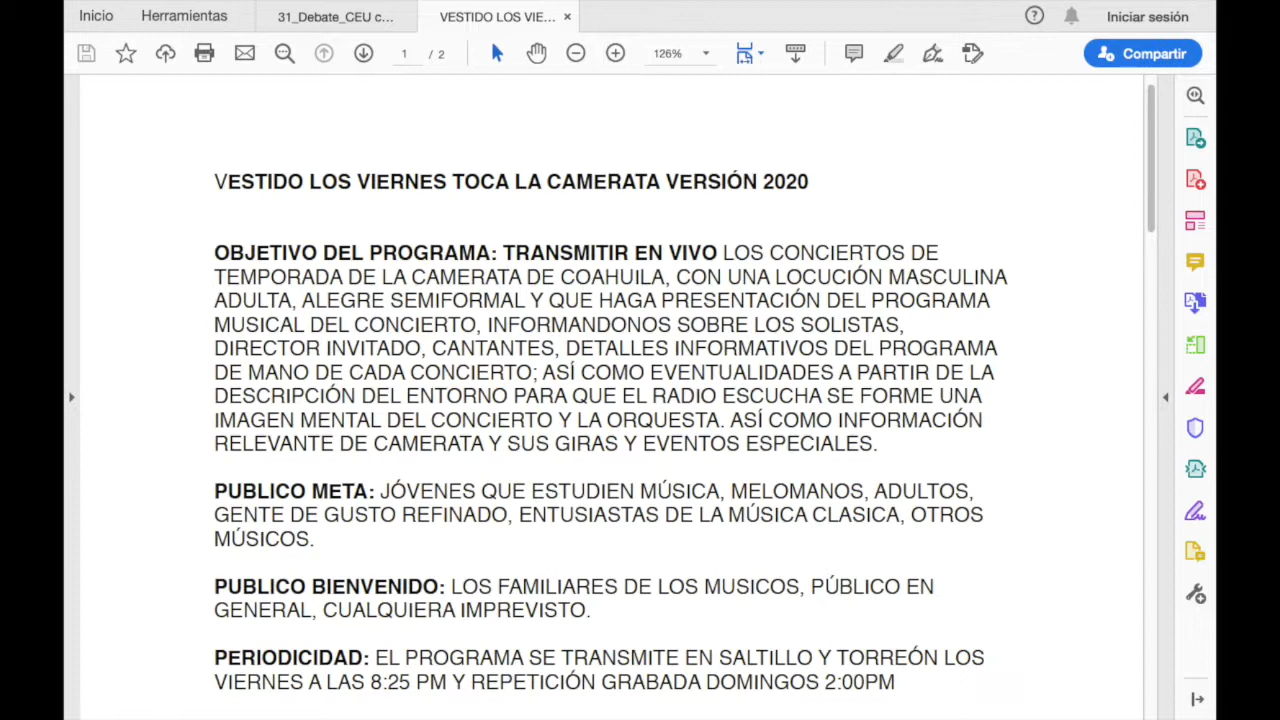 Inicio Herramientas 31_Debate_CEU c... VESTIDO LOS VIE... × Iniciar sesión
1 / 2 126% Compartir
VESTIDO LOS VIERNES TOCA LA CAMERATA VERSIÓN 2020
OBJETIVO DEL PROGRAMA: TRANSMITIR EN VIVO LOS CONCIERTOS DE
TEMPORADA DE LA CAMERATA DE COAHUILA, CON UNA LOCUCIÓN MASCULINA
ADULTA, ALEGRE SEMIFORMAL Y QUE HAGA PRESENTACIÓN DEL PROGRAMA
MUSICAL DEL CONCIERTO, INFORMANDONOS SOBRE LOS SOLISTAS,
DIRECTOR INVITADO, CANTANTES, DETALLES INFORMATIVOS DEL PROGRAMA
DE MANO DE CADA CONCIERTO; ASÍ COMO EVENTUALIDADES A PARTIR DE LA
DESCRIPCIÓN DEL ENTORNO PARA QUE EL RADIO ESCUCHA SE FORME UNA
IMAGEN MENTAL DEL CONCIERTO Y LA ORQUESTA. ASÍ COMO INFORMACIÓN
RELEVANTE DE CAMERATA Y SUS GIRAS Y EVENTOS ESPECIALES.
PUBLICO META: JÓVENES QUE ESTUDIEN MÚSICA, MELOMANOS, ADULTOS,
GENTE DE GUSTO REFINADO, ENTUSIASTAS DE LA MÚSICA CLASICA, OTROS
MÚSICOS.
PUBLICO BIENVENIDO: LOS FAMILIARES DE LOS MUSICOS, PÚBLICO EN
GENERAL, CUALQUIERA IMPREVISTO.
PERIODICIDAD: EL PROGRAMA SE TRANSMITE EN SALTILLO Y TORREÓN LOS
VIERNES A LAS 8:25 PM Y REPETICIÓN GRABADA DOMINGOS 2:00PM